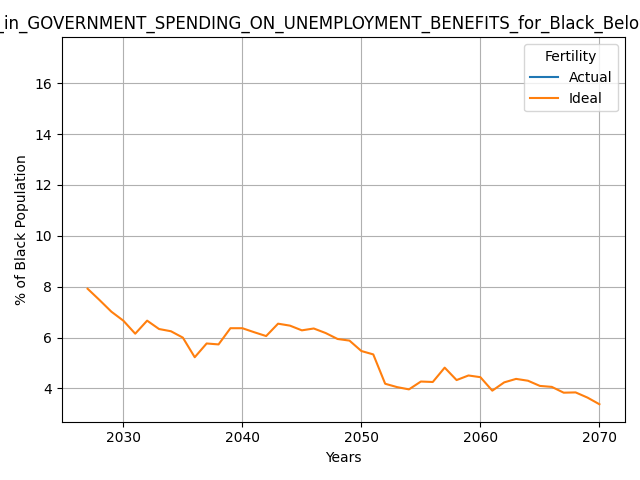 _in_GOVERNMENT_SPENDING_ON_UNEMPLOYMENT_BENEFITS_for_Black_Belo
Fertility
Actual
Ideal
% of Black Population
16
14
12
10
8
6
4
2030
2040
2050
2060
2070
Years